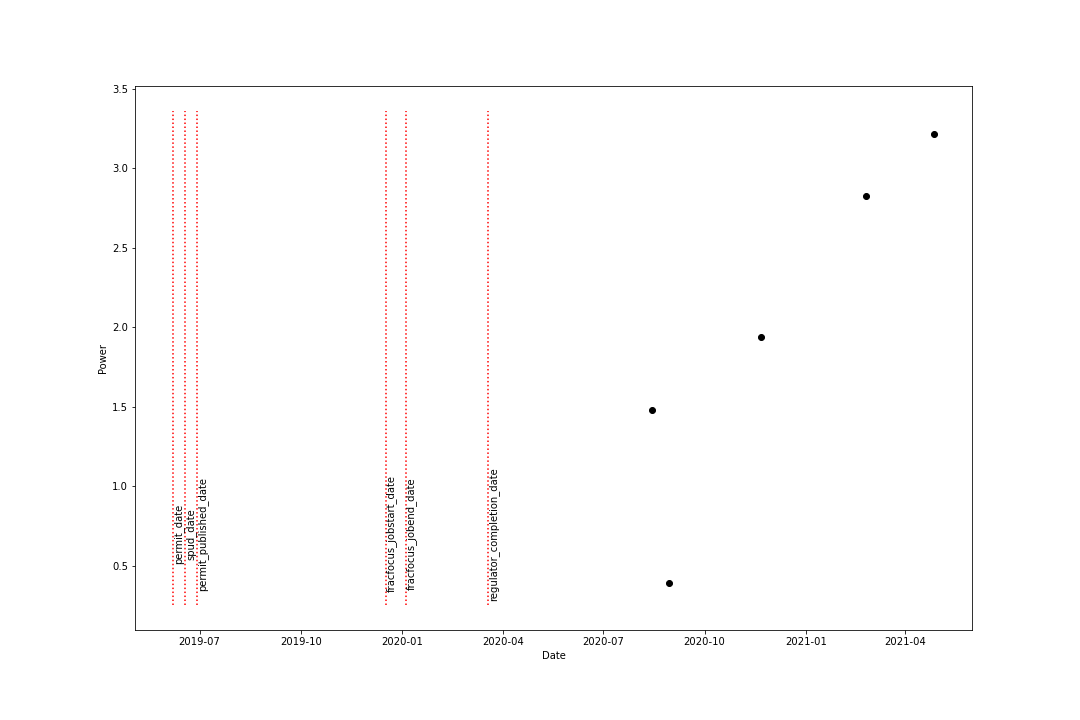 3.5
3.0
2.5
2.0
1.5
1.0
0.5
Power
permit_date
spud_date
permit_published_date
fracfocus_jobstart_date
fracfocus_jobend_date
regulator_completion_date
2019-07
2019-10
2020-01
2020-04
2020-07
2020-10
2021-01
2021-04
Date